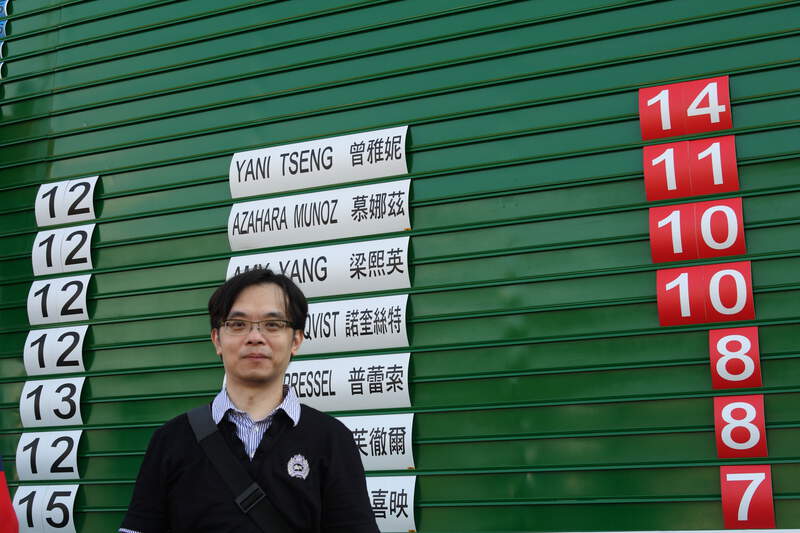 14
YANI TSENG 曾雅妮 11
12 AZAHARA MUNOZ 慕娜茲 10
12 YANG 梁熙英 10
12 QVIST 諾奎絲特 8
12 PRESSEL 普蕾索 8
13 芙徹爾 7
12 喜映
15